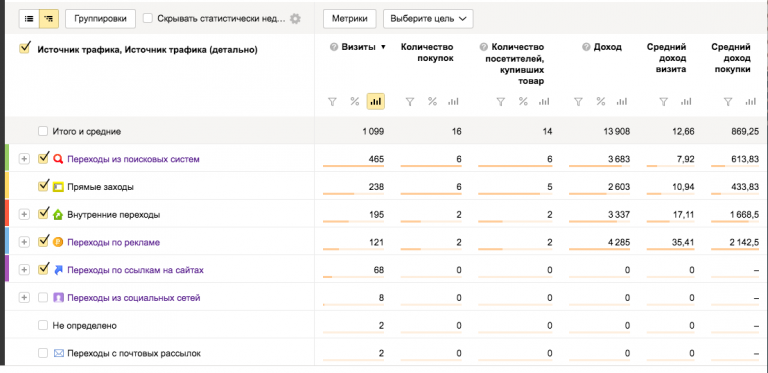 Группировки Скрывать статистически нед... Метрики Выберите цель
Источник трафика, Источник трафика (детально) Визиты ▼ Количество покупок Количество посетителей, купивших товар Доход Средний доход визита Средний доход покупки
Итого и средние 1 099 16 14 13 908 12,66 869,25
Переходы из поисковых систем 465 6 6 3 683 7,92 613,83
Прямые заходы 238 6 5 2 603 10,94 433,83
Внутренние переходы 195 2 2 3 337 17,11 1 668,5
Переходы по рекламе 121 2 2 4 285 35,41 2 142,5
Переходы по ссылкам на сайтах 68 0 0 0 0 –
Переходы из социальных сетей 8 0 0 0 0 –
Не определено 2 0 0 0 0 –
Переходы с почтовых рассылок 2 0 0 0 0 –